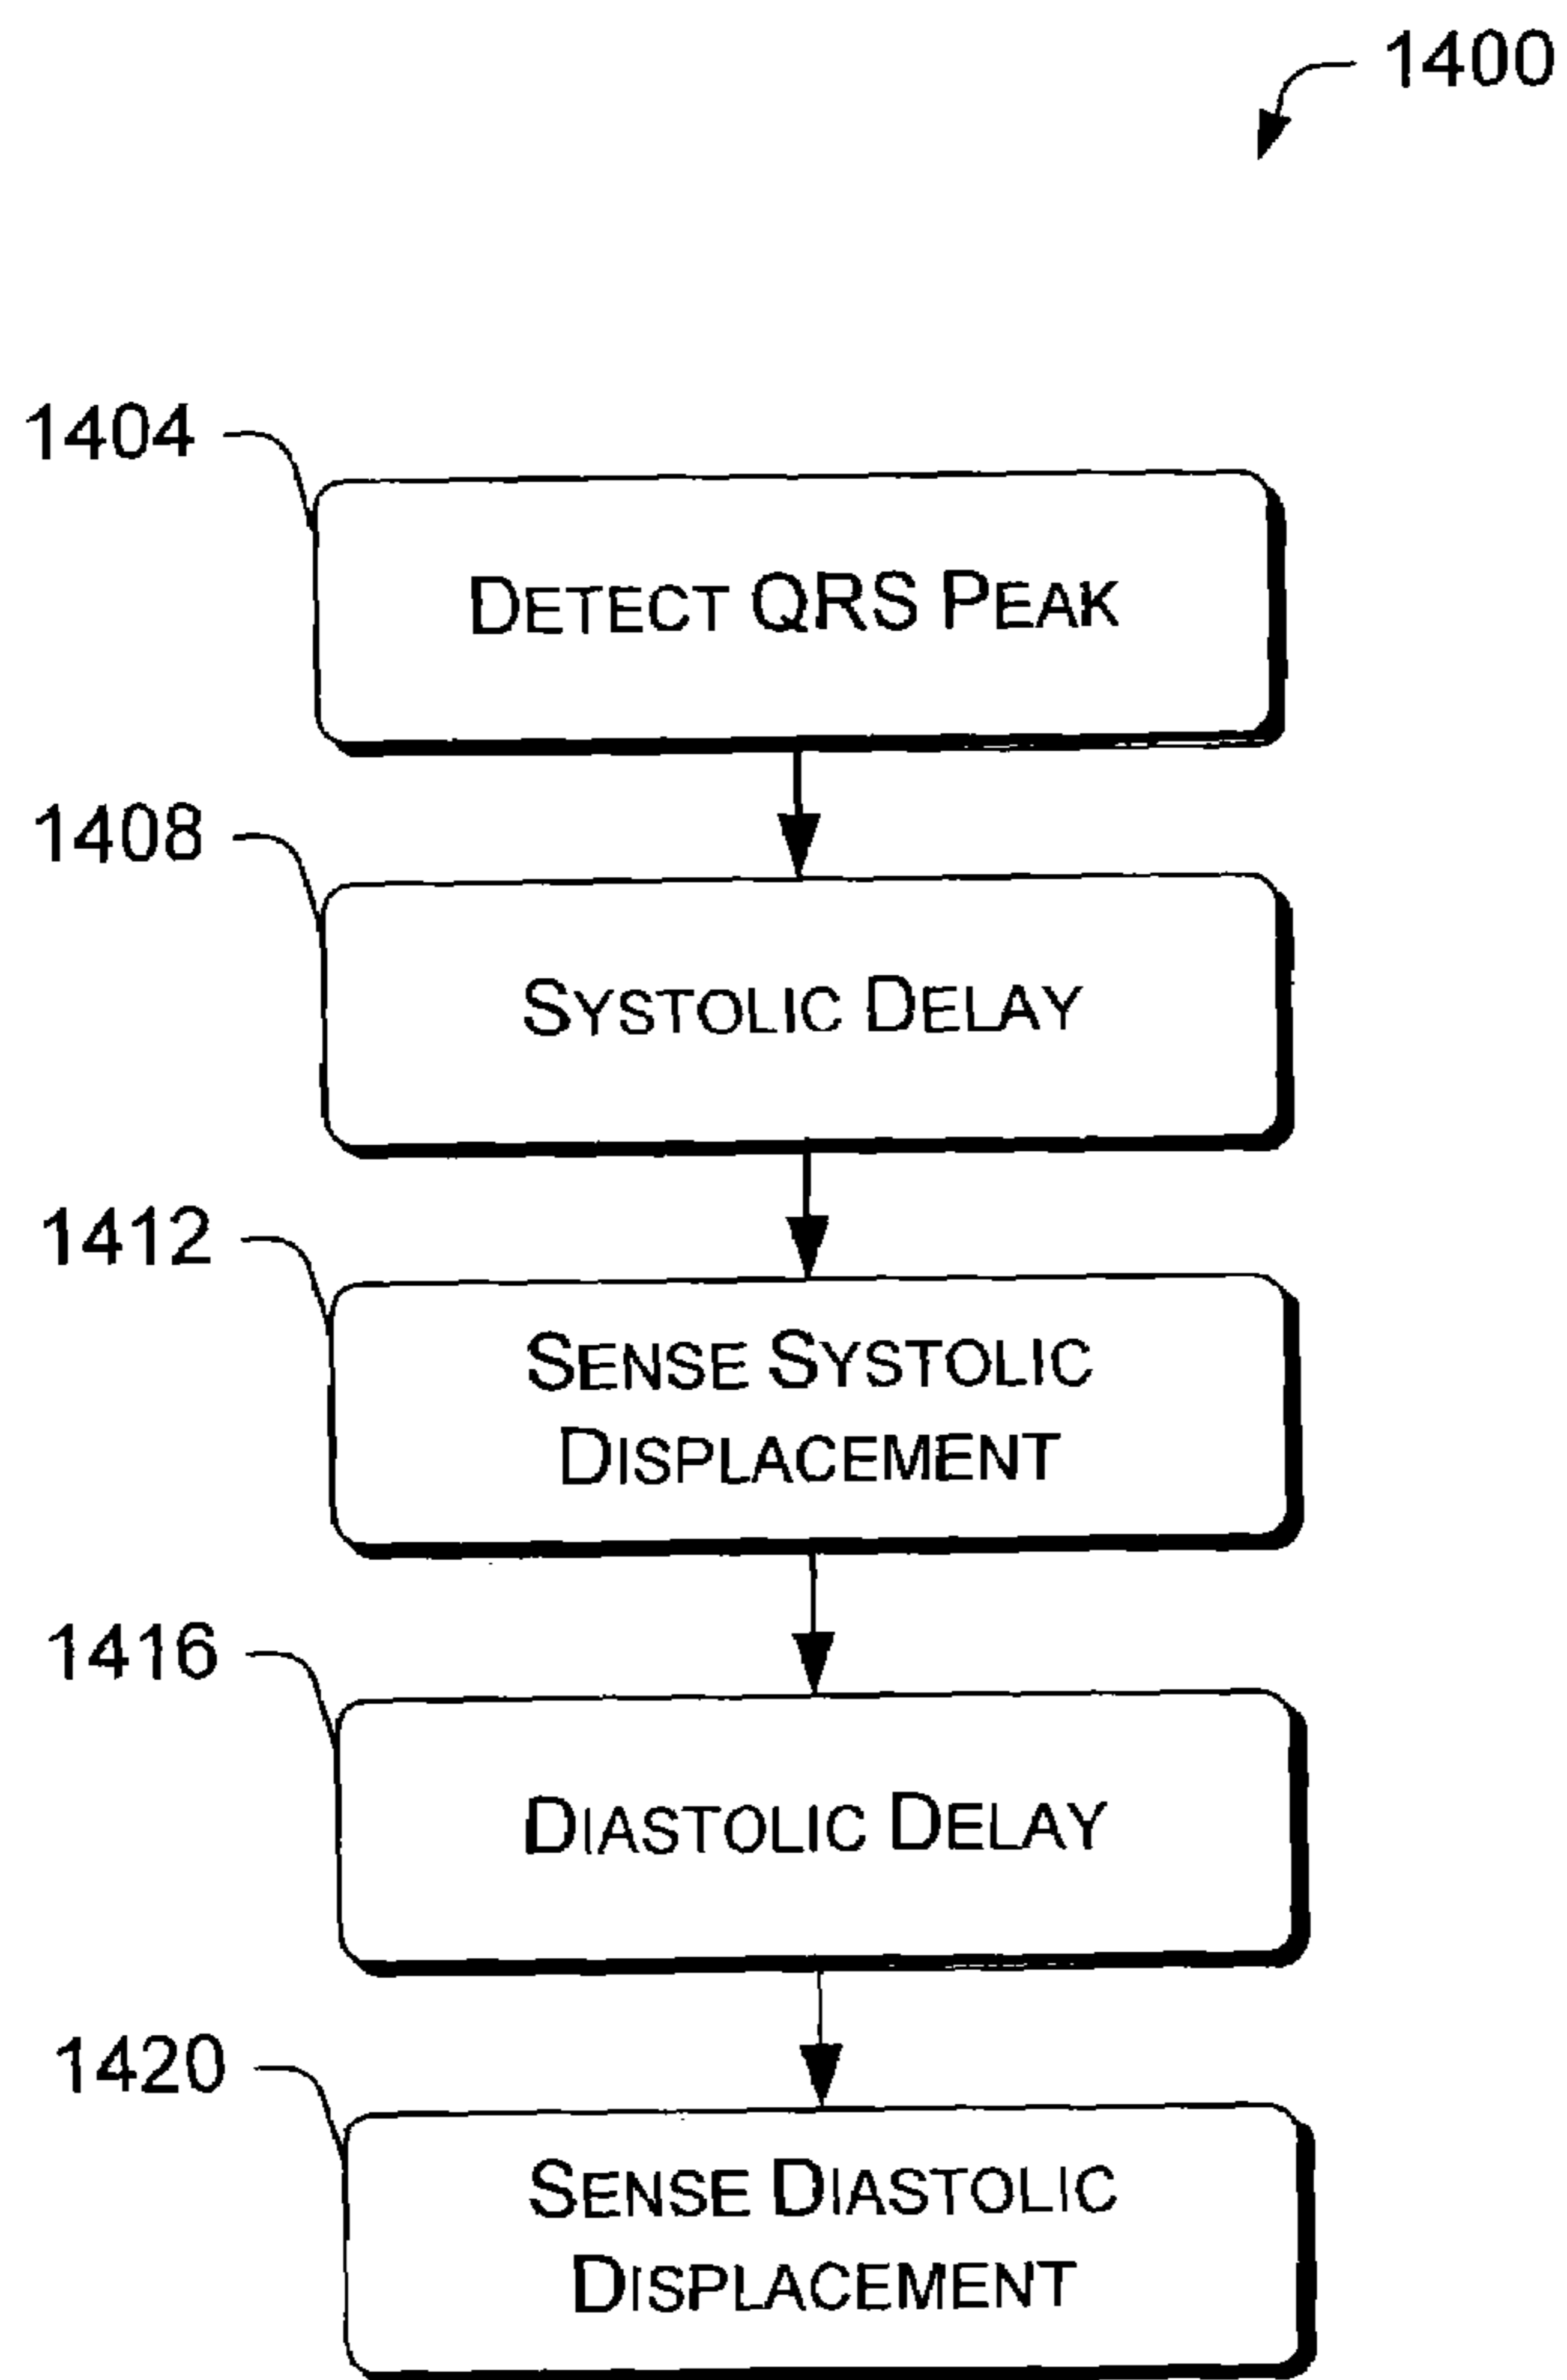 1400
1404
DETECT QRS PEAK
1408
SYSTOLIC DELAY
1412
SENSE SYSTOLIC
DISPLACEMENT
1416
DIASTOLIC DELAY
1420
SENSE DIASTOLIC
DISPLACEMENT